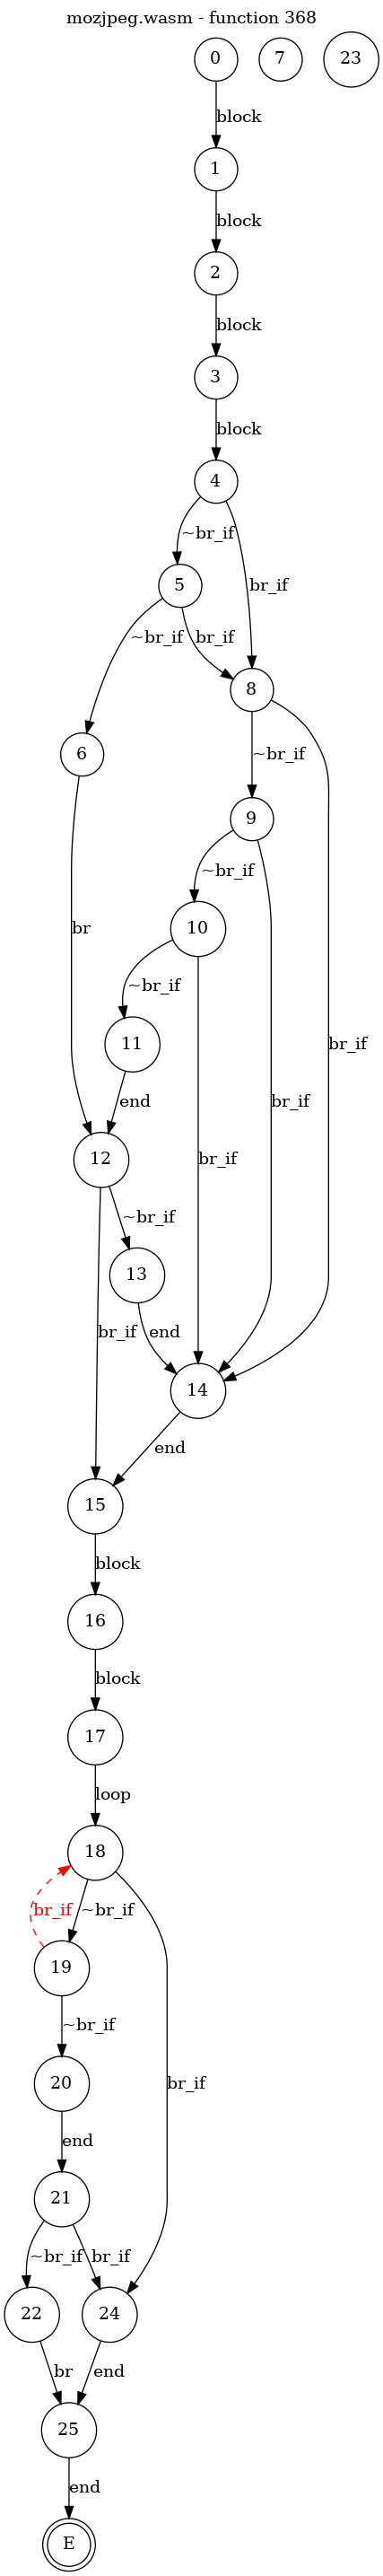 mozjpeg.wasm - function 368
0
7
23
block
1
block
2
block
3
block
4
~br_if
br_if
5
~br_if
br_if
8
6
~br_if
9
~br_if
10
br
~br_if
11
br_if
br_if
br_if
end
12
~br_if
13
br_if
end
14
end
15
block
16
block
17
loop
18
br_if
~br_if
19
~br_if
20
br_if
end
21
~br_if
br_if
22
24
br
end
25
end
E